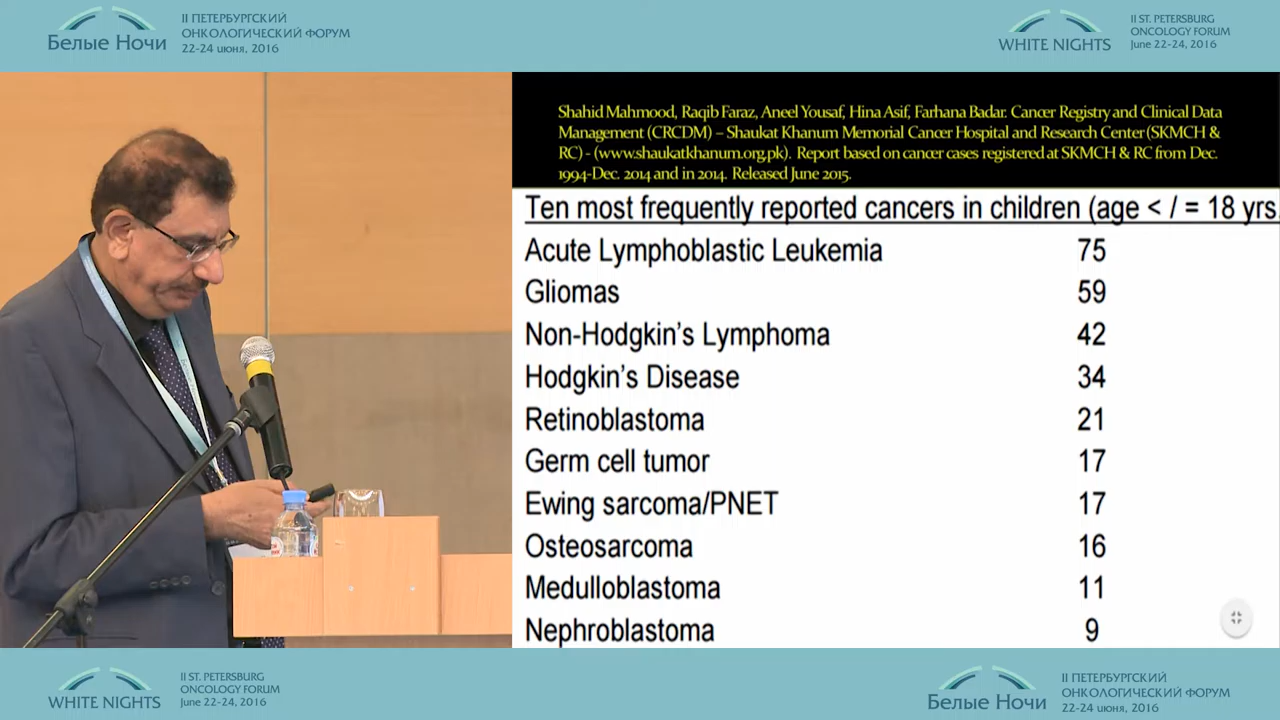 Белые Ночи
II ПЕТЕРБУРГСКИЙ
ОНКОЛОГИЧЕСКИЙ ФОРУМ
22-24 июня, 2016
WHITE NIGHTS
II ST. PETERSBURG
ONCOLOGY FORUM
June 22-24, 2016
Shahid Mahmood, Raqib Faraz, Aneel Yousaf, Hina Asif, Farhana Badar. Cancer Registry and Clinical Data
Management (CRCDM) – Shaukat Khanum Memorial Cancer Hospital and Research Center (SKMCH &
RC) - (www.shaukatkhanum.org.pk). Report based on cancer cases registered at SKMCH & RC from Dec.
1994-Dec. 2014 and in 2014. Released June 2015.
Ten most frequently reported cancers in children (age < / = 18 yrs
Acute Lymphoblastic Leukemia 75
Gliomas 59
Non-Hodgkin's Lymphoma 42
Hodgkin's Disease 34
Retinoblastoma 21
Germ cell tumor 17
Ewing sarcoma/PNET 17
Osteosarcoma 16
Medulloblastoma 11
Nephroblastoma 9
WHITE NIGHTS
II ST. PETERSBURG
ONCOLOGY FORUM
June 22-24, 2016
Белые Ночи
II ПЕТЕРБУРГСКИЙ
ОНКОЛОГИЧЕСКИЙ ФОРУМ
22-24 июня, 2016